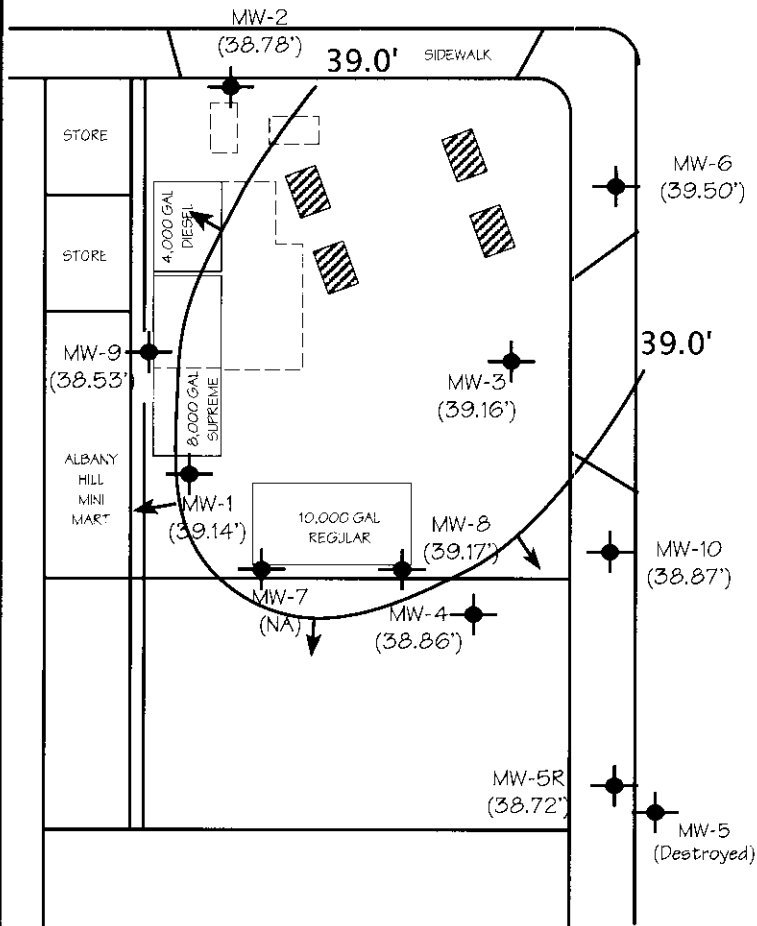 MW-2
(38.78')
39.0'
SIDEWALK
STORE
MW-6
(39.50')
4,000 GAL
DIESEL
STORE
39.0'
MW-9
(38.53')
MW-3
(39.16')
8,000 GAL
SUPREME
ALBANY
HILL
MINI
MART
MW-1
(39.14')
10,000 GAL
REGULAR
MW-8
(39.17')
MW-10
(38.87')
MW-7
(NA)
MW-4
(38.86')
MW-5R
(38.72')
MW-5
(Destroyed)